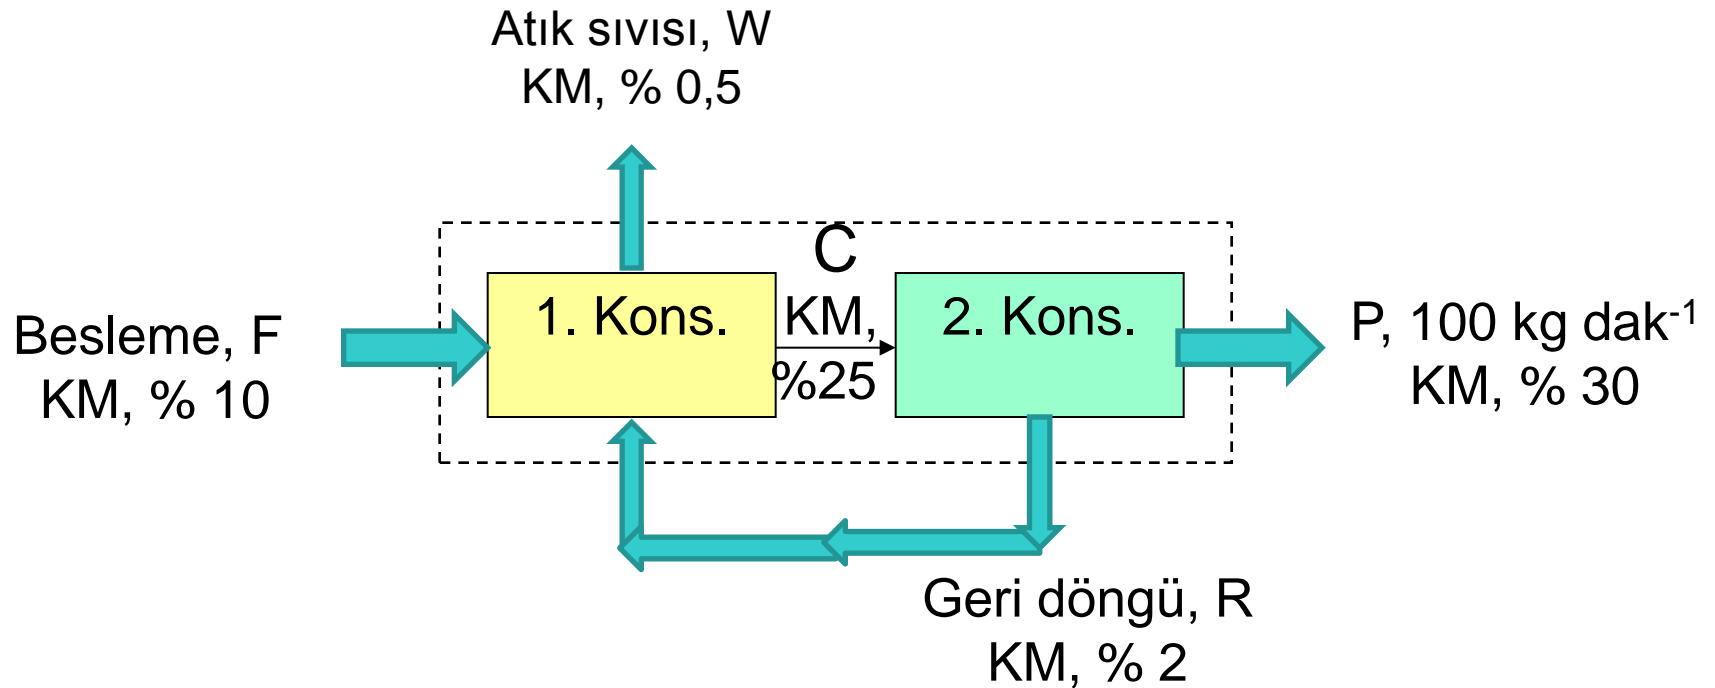 Atık sıvısı, W
KM, % 0,5
Besleme, F
KM, % 10
1. Kons.
C
KM,
%25
2. Kons.
P, 100 kg dak-1
KM, % 30
Geri döngü, R
KM, % 2